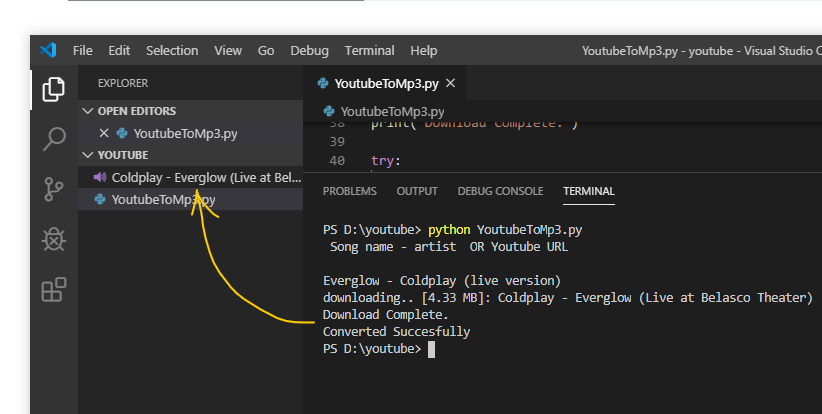 File Edit Selection View Go Debug Terminal Help YoutubeToMp3.py - youtube - Visual Studio C
EXPLORER
OPEN EDITORS
YoutubeToMp3.py
YOUTUBE
Coldplay - Everglow (Live at Bel...
YoutubeToMp3.py
YoutubeToMp3.py
YoutubeToMp3.py
38 print("Download Complete.")
39
40 try:
PROBLEMS OUTPUT DEBUG CONSOLE TERMINAL
PS D:\youtube> python YoutubeToMp3.py
Song name - artist OR Youtube URL
Everglow - Coldplay (live version)
downloading.. [4.33 MB]: Coldplay - Everglow (Live at Belasco Theater)
Download Complete.
Converted Succesfully
PS D:\youtube>